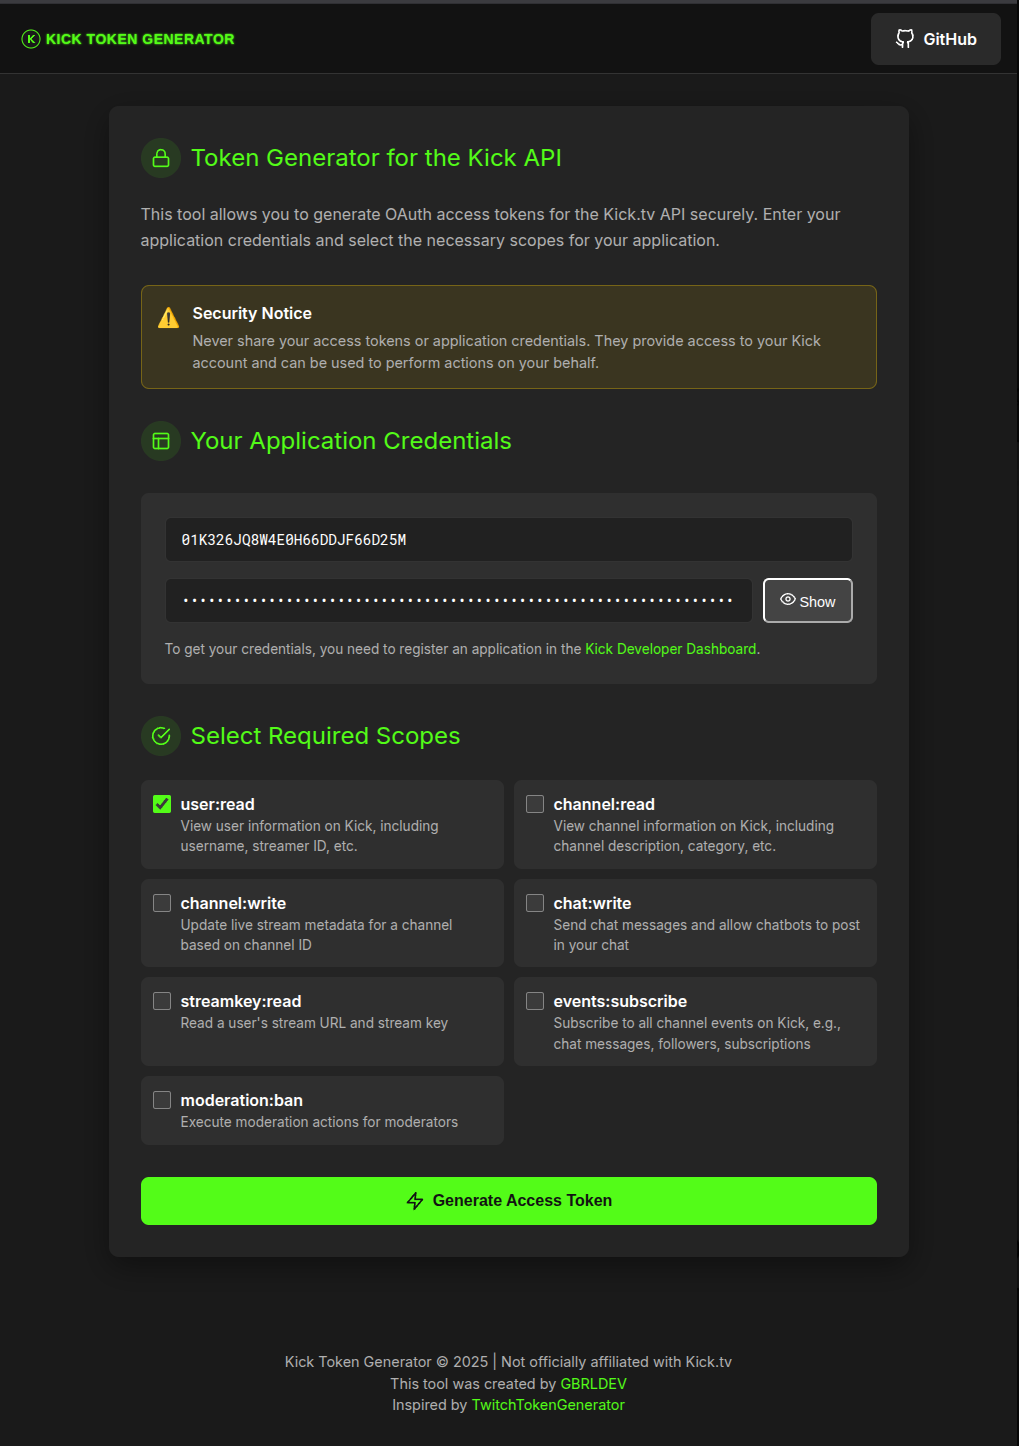 KICK TOKEN GENERATOR
GitHub
Token Generator for the Kick API
This tool allows you to generate OAuth access tokens for the Kick.tv API securely. Enter your
application credentials and select the necessary scopes for your application.
Security Notice
Never share your access tokens or application credentials. They provide access to your Kick
account and can be used to perform actions on your behalf.
Your Application Credentials
01K326JQ8W4E0H66DDJF66D25M
Show
To get your credentials, you need to register an application in the Kick Developer Dashboard.
Select Required Scopes
user:read
View user information on Kick, including
username, streamer ID, etc.
channel:read
View channel information on Kick, including
channel description, category, etc.
channel:write
Update live stream metadata for a channel
based on channel ID
chat:write
Send chat messages and allow chatbots to post
in your chat
streamkey:read
Read a user's stream URL and stream key
events:subscribe
Subscribe to all channel events on Kick, e.g.,
chat messages, followers, subscriptions
moderation:ban
Execute moderation actions for moderators
Generate Access Token
Kick Token Generator © 2025 | Not officially affiliated with Kick.tv
This tool was created by GBRLDEV
Inspired by TwitchTokenGenerator